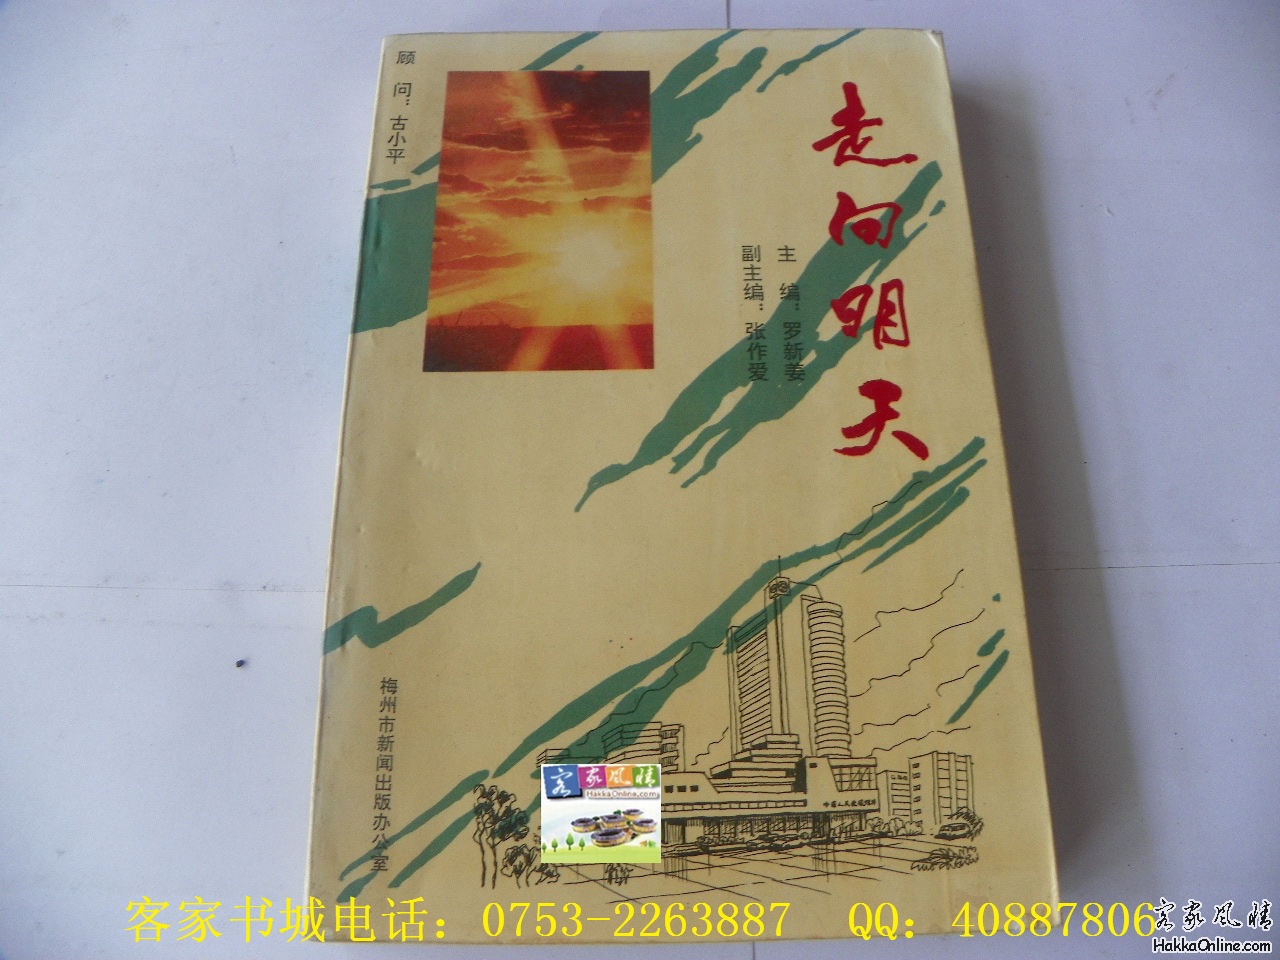 走向明天
主 编：罗新姜
副主编：张作爱
顾 问：古小平
梅州市新闻出版办公室
客家风情
HakkaOnline.com
客家书城电话：0753-2263887 QQ：408878067
客家风情
HakkaOnline.com